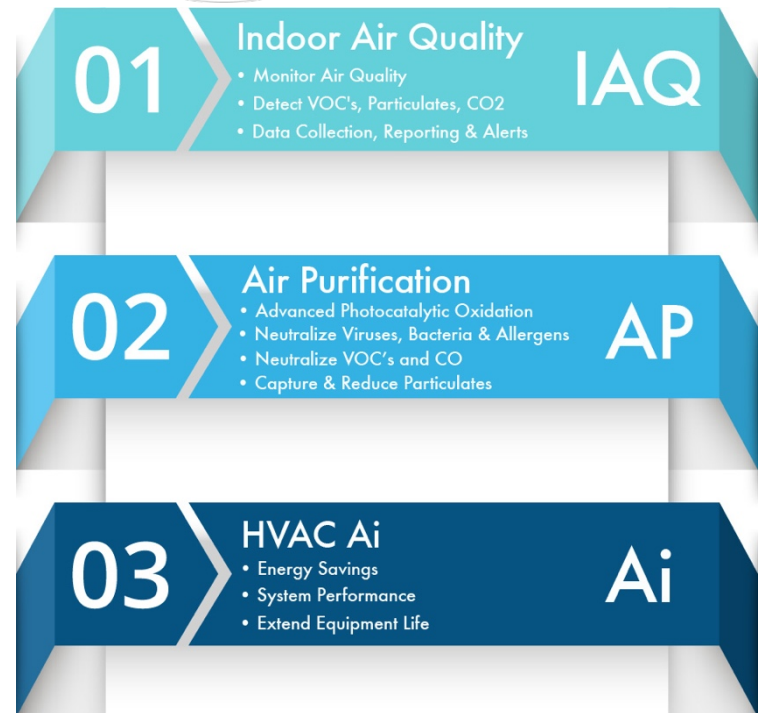 01
Indoor Air Quality
• Monitor Air Quality
• Detect VOC's, Particulates, CO2
• Data Collection, Reporting & Alerts
IAQ
02
Air Purification
• Advanced Photocatalytic Oxidation
• Neutralize Viruses, Bacteria & Allergens
• Neutralize VOC’s and CO
• Capture & Reduce Particulates
AP
03
HVAC Ai
• Energy Savings
• System Performance
• Extend Equipment Life
Ai